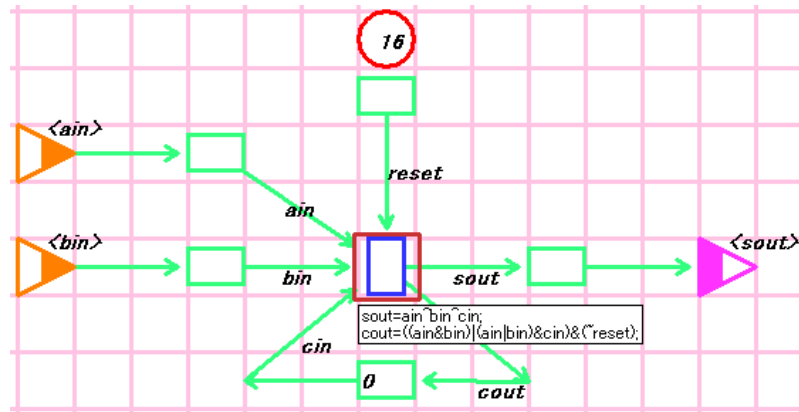 16
<ain>
reset
ain
<bin>
<sout>
bin
sout
sout=ain^bin^cin;
cout=((ain&bin)|(ain|bin)&cin)&(~reset);
cin
0
cout